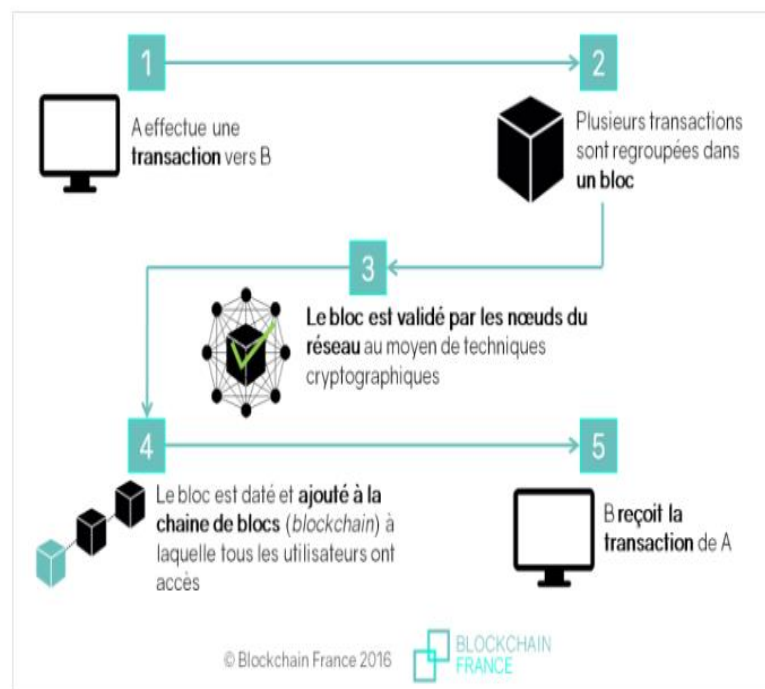 1
2
A effectue une
transaction vers B
Plusieurs transactions
sont regroupées dans
un bloc
3
Le bloc est validé par les nœuds du
réseau au moyen de techniques
cryptographiques
4
5
Le bloc est daté et ajouté à la
chaine de blocs (blockchain) à
laquelle tous les utilisateurs ont
accès
B reçoit la
transaction de A
© Blockchain France 2016
BLOCKCHAIN
FRANCE